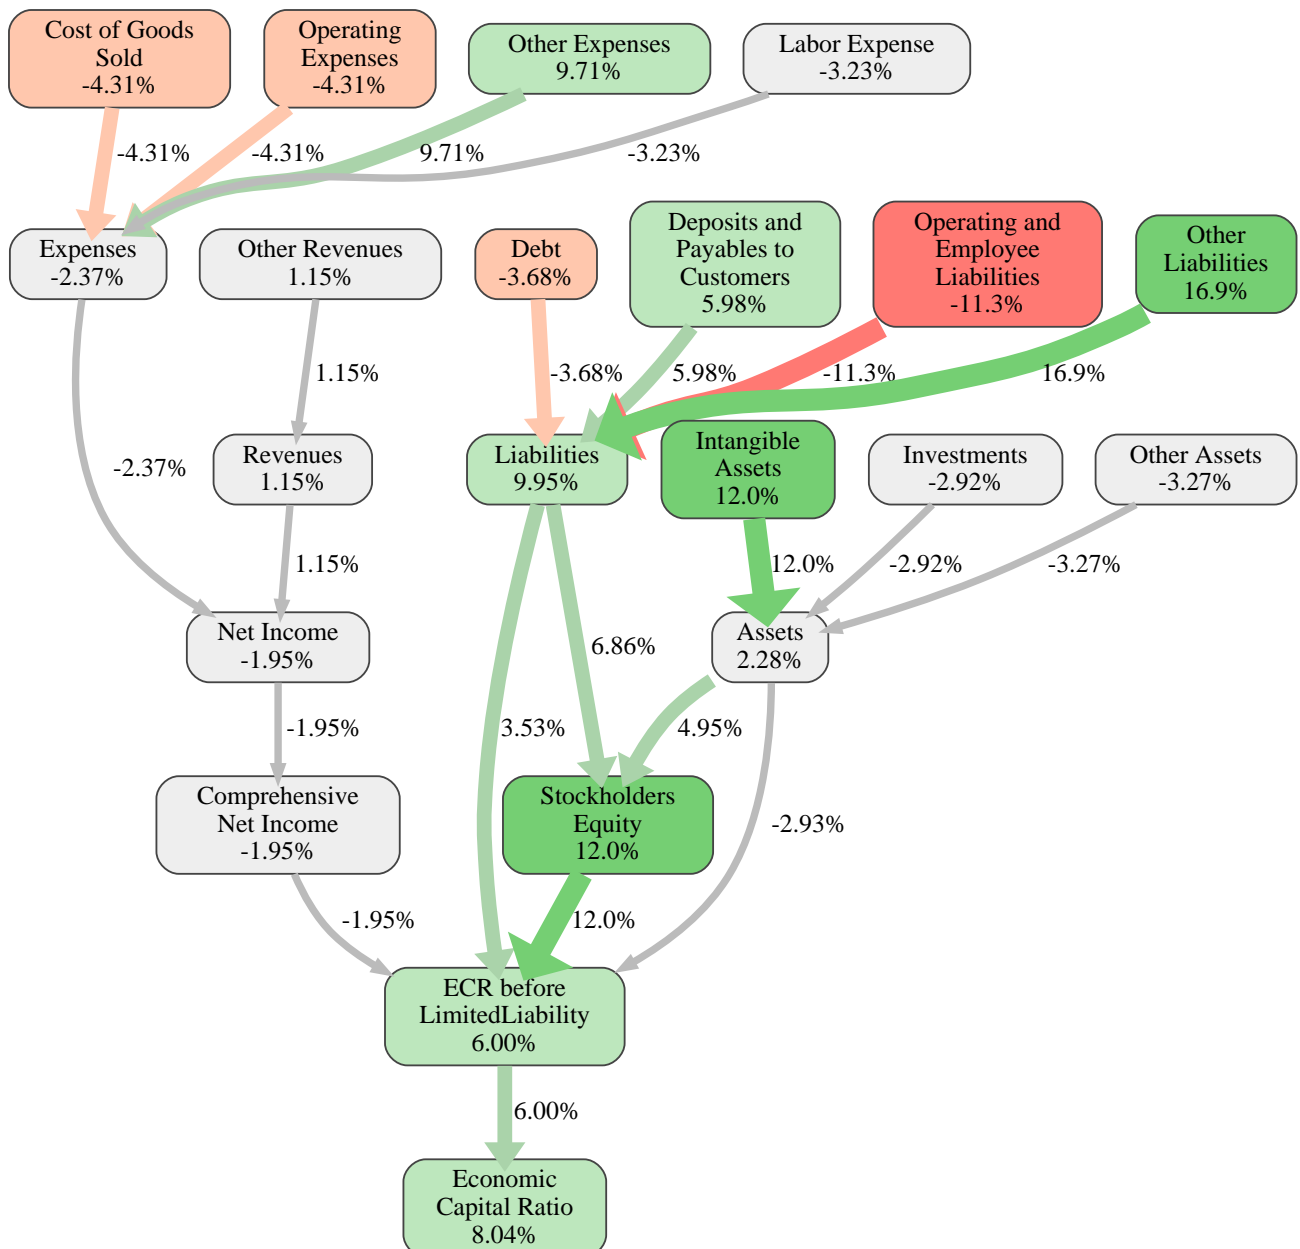 Cost of Goods
Sold
-4.31%
Operating
Expenses
-4.31%
Other Expenses
9.71%
Labor Expense
-3.23%
-4.31%
-4.31%
9.71%
-3.23%
Expenses
-2.37%
Other Revenues
1.15%
Debt
-3.68%
Deposits and
Payables to
Customers
5.98%
Operating and
Employee
Liabilities
-11.3%
Other
Liabilities
16.9%
1.15%
-3.68%
5.98%
-11.3%
16.9%
-2.37%
Revenues
1.15%
Liabilities
9.95%
Intangible
Assets
12.0%
Investments
-2.92%
Other Assets
-3.27%
1.15%
12.0%
-2.92%
-3.27%
Net Income
-1.95%
6.86%
Assets
2.28%
-1.95%
3.53%
4.95%
Comprehensive
Net Income
-1.95%
Stockholders
Equity
12.0%
-2.93%
-1.95%
12.0%
ECR before
LimitedLiability
6.00%
6.00%
Economic
Capital Ratio
8.04%